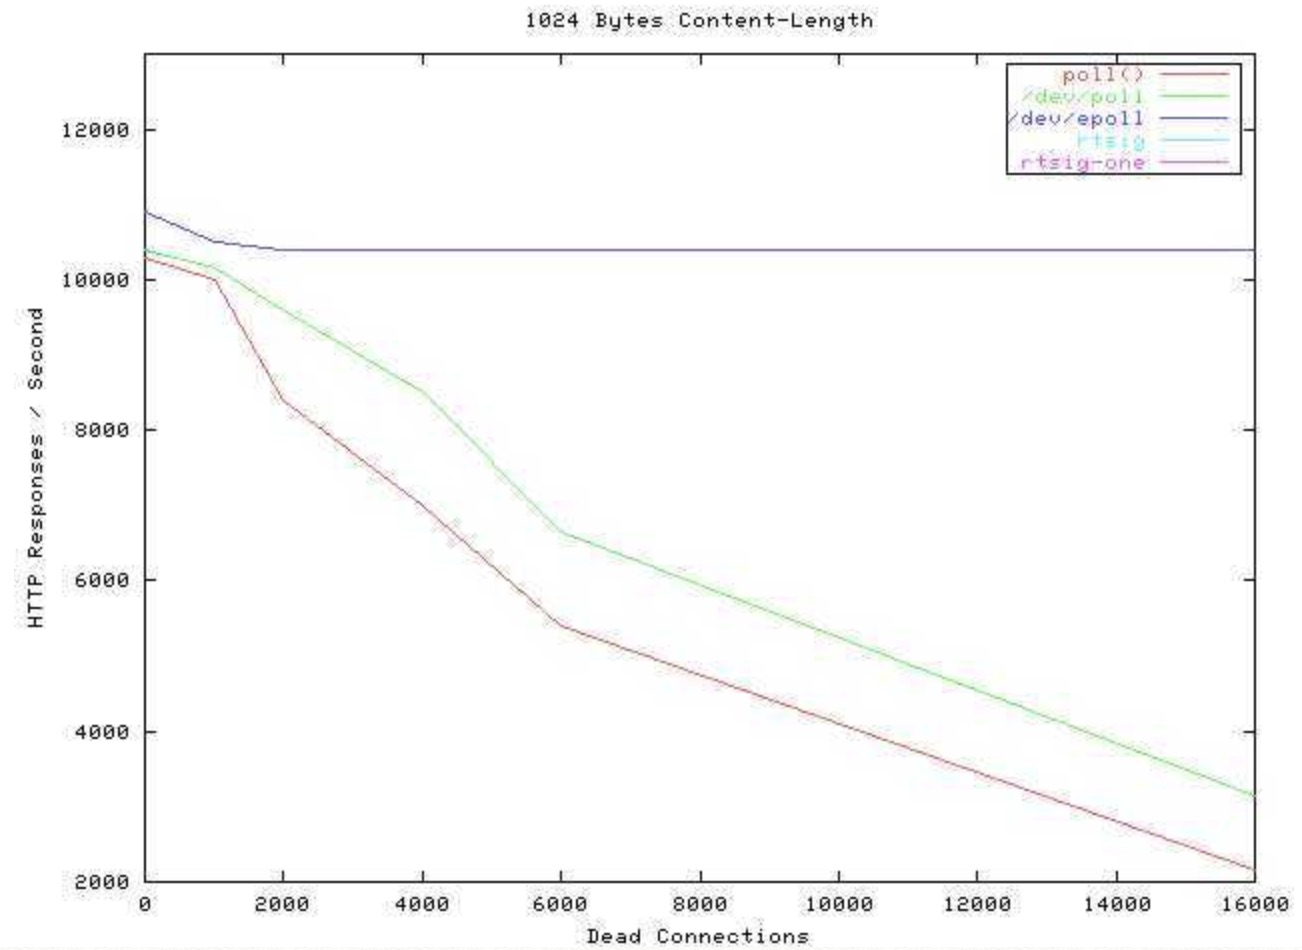 1024 Bytes Content-Length
poll()
/dev/poll
/dev/epoll
rtsig
rtsig-one
12000
10000
8000
6000
4000
2000
HTTP Responses / Second
0 2000 4000 6000 8000 10000 12000 14000 16000
Dead Connections